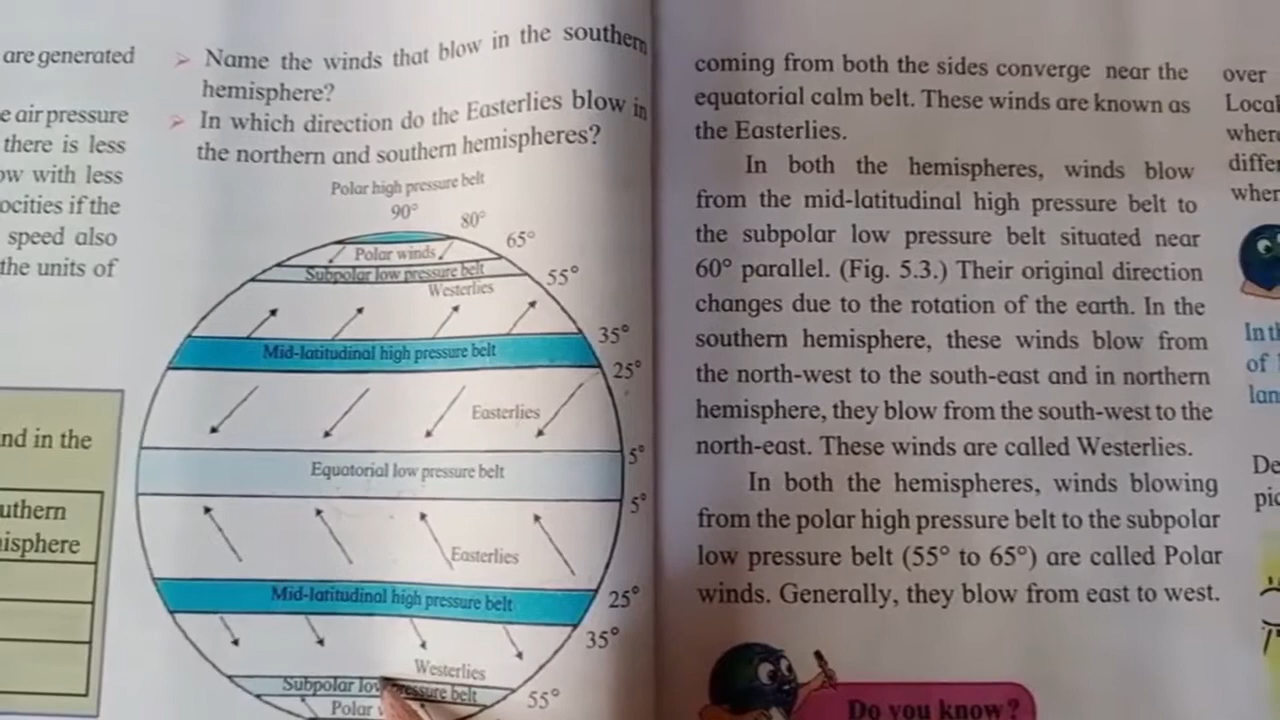 are generated
e air pressure
there is less
ow with less
ocities if the
speed also
the units of
nd in the
uthern
isphere
➢ Name the winds that blow in the southern
hemisphere?
➢ In which direction do the Easterlies blow in
the northern and southern hemispheres?
Polar high pressure belt
90°
80°
65°
Polar winds
Subpolar low pressure belt
55°
Westerlies
35°
Mid-latitudinal high pressure belt
25°
Easterlies
5°
Equatorial low pressure belt
5°
Easterlies
25°
Mid-latitudinal high pressure belt
35°
Westerlies
Subpolar low pressure belt
55°
Polar
coming from both the sides converge near the
equatorial calm belt. These winds are known as
the Easterlies.
In both the hemispheres, winds blow
from the mid-latitudinal high pressure belt to
the subpolar low pressure belt situated near
60° parallel. (Fig. 5.3.) Their original direction
changes due to the rotation of the earth. In the
southern hemisphere, these winds blow from
the north-west to the south-east and in northern
hemisphere, they blow from the south-west to the
north-east. These winds are called Westerlies.
In both the hemispheres, winds blowing
from the polar high pressure belt to the subpolar
low pressure belt (55° to 65°) are called Polar
winds. Generally, they blow from east to west.
Do you know?
over
Local
when
differ
wher
In th
of
lan
De
pic